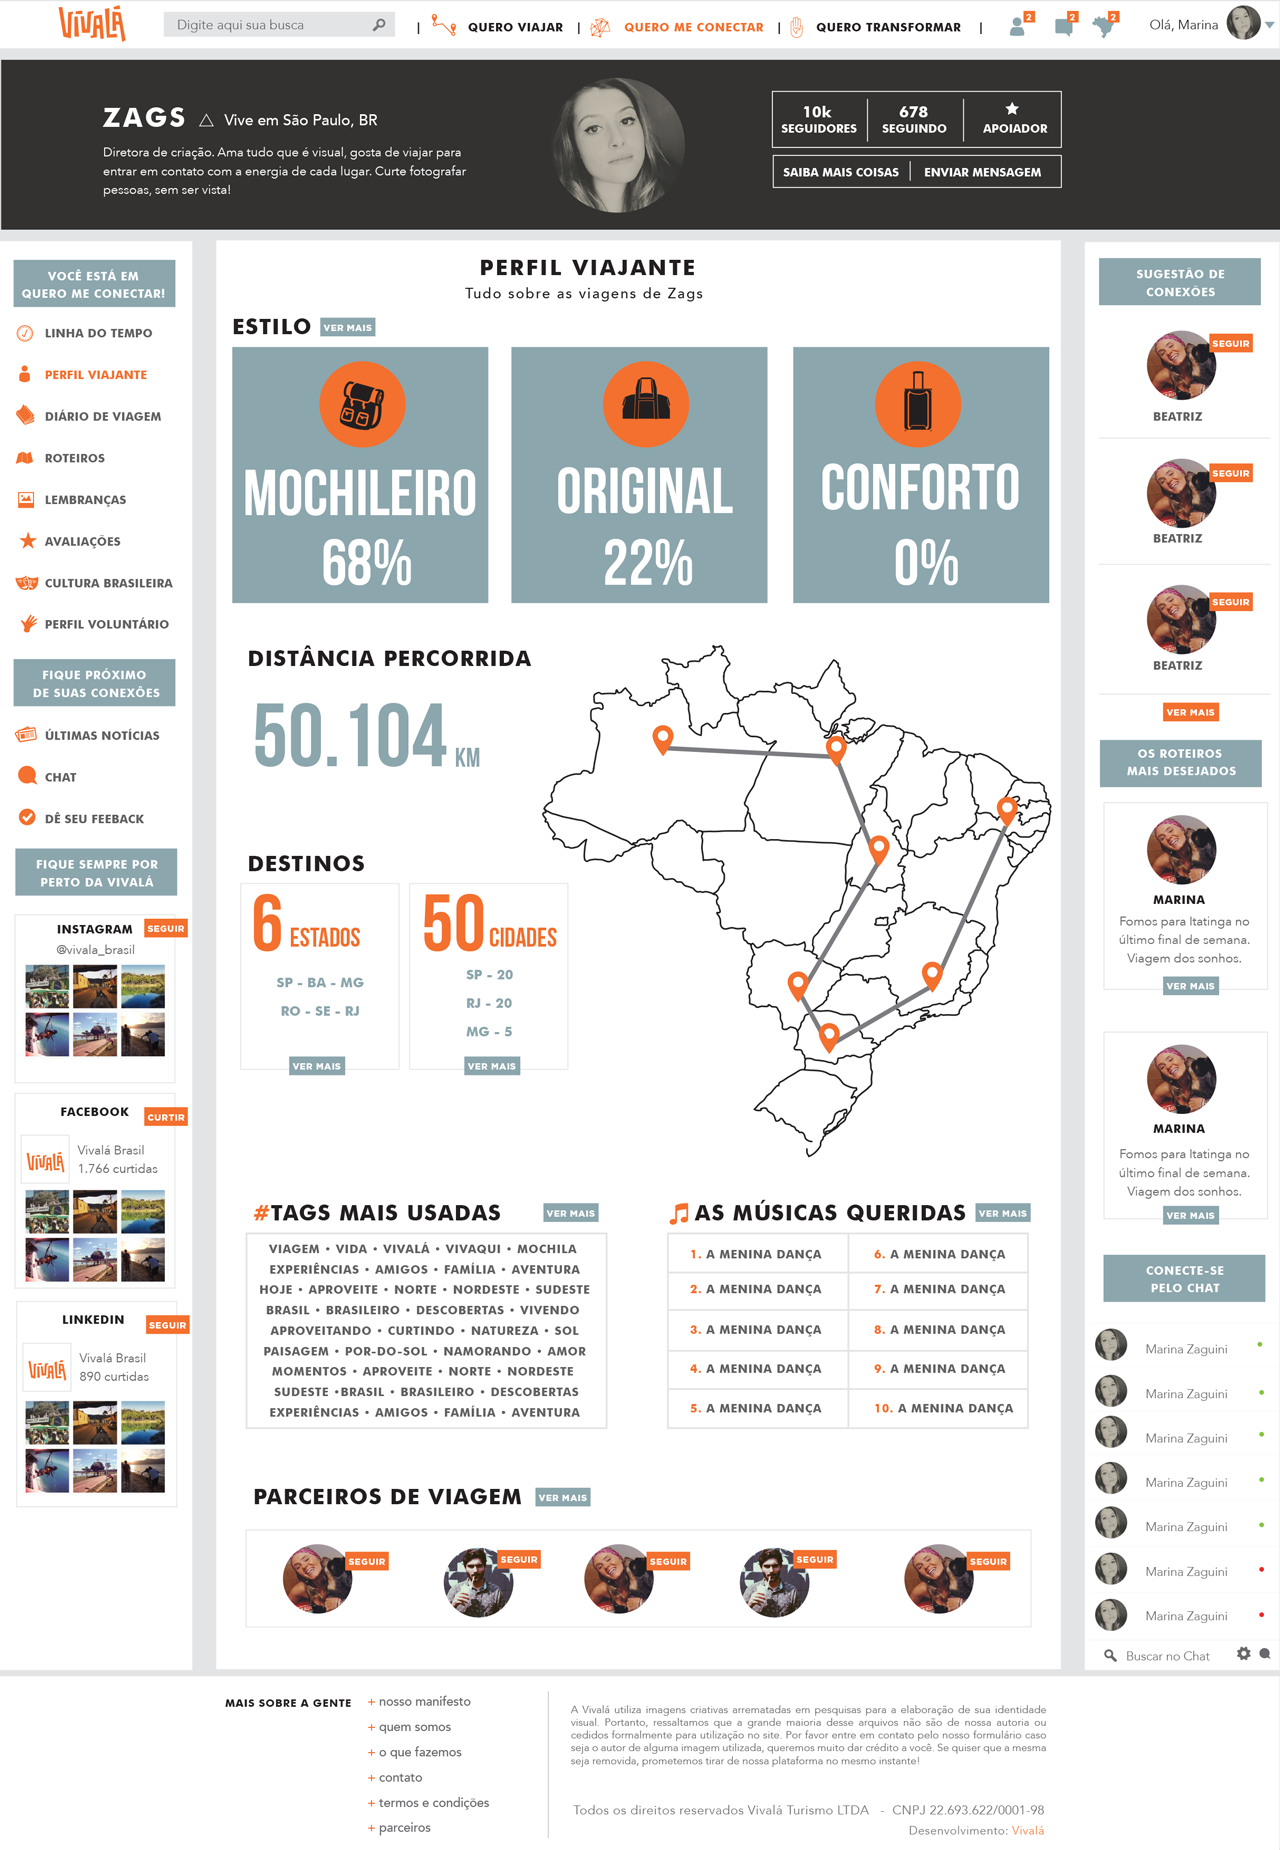 VIVALÁ
Digite aqui sua busca
| QUERO VIAJAR | QUERO ME CONECTAR | QUERO TRANSFORMAR |
2 2 2
Olá, Marina
ZAGS Vive em São Paulo, BR
Diretora de criação. Ama tudo que é visual, gosta de viajar para
entrar em contato com a energia de cada lugar. Curte fotografar
pessoas, sem ser vista!
10k 678
SEGUIDORES SEGUINDO APOIADOR
SAIBA MAIS COISAS ENVIAR MENSAGEM
VOCÊ ESTÁ EM
QUERO ME CONECTAR!
LINHA DO TEMPO
PERFIL VIAJANTE
DIÁRIO DE VIAGEM
ROTEIROS
LEMBRANÇAS
AVALIAÇÕES
CULTURA BRASILEIRA
PERFIL VOLUNTÁRIO
FIQUE PRÓXIMO
DE SUAS CONEXÕES
ÚLTIMAS NOTÍCIAS
CHAT
DÊ SEU FEEBACK
FIQUE SEMPRE POR
PERTO DA VIVALÁ
INSTAGRAM SEGUIR
@vivala_brasil
FACEBOOK CURTIR
VIVALÁ
Vivalá Brasil
1.766 curtidas
LINKEDIN SEGUIR
VIVALÁ
Vivalá Brasil
890 curtidas
PERFIL VIAJANTE
Tudo sobre as viagens de Zags
ESTILO VER MAIS
MOCHILEIRO
68%
ORIGINAL
22%
CONFORTO
0%
DISTÂNCIA PERCORRIDA
50.104 KM
DESTINOS
6 ESTADOS
SP - BA - MG
RO - SE - RJ
VER MAIS
50 CIDADES
SP - 20
RJ - 20
MG - 5
VER MAIS
#TAGS MAIS USADAS VER MAIS
VIAGEM • VIDA • VIVALÁ • VIVAQUI • MOCHILA
EXPERIÊNCIAS • AMIGOS • FAMÍLIA • AVENTURA
HOJE • APROVEITE • NORTE • NORDESTE • SUDESTE
BRASIL • BRASILEIRO • DESCOBERTAS • VIVENDO
APROVEITANDO • CURTINDO • NATUREZA • SOL
PAISAGEM • POR-DO-SOL • NAMORANDO • AMOR
MOMENTOS • APROVEITE • NORTE • NORDESTE
SUDESTE •BRASIL • BRASILEIRO • DESCOBERTAS
EXPERIÊNCIAS • AMIGOS • FAMÍLIA • AVENTURA
AS MÚSICAS QUERIDAS VER MAIS
1. A MENINA DANÇA 6. A MENINA DANÇA
2. A MENINA DANÇA 7. A MENINA DANÇA
3. A MENINA DANÇA 8. A MENINA DANÇA
4. A MENINA DANÇA 9. A MENINA DANÇA
5. A MENINA DANÇA 10. A MENINA DANÇA
PARCEIROS DE VIAGEM VER MAIS
SEGUIR SEGUIR SEGUIR SEGUIR SEGUIR
SUGESTÃO DE
CONEXÕES
SEGUIR
BEATRIZ
SEGUIR
BEATRIZ
SEGUIR
BEATRIZ
VER MAIS
OS ROTEIROS
MAIS DESEJADOS
MARINA
Fomos para Itatinga no
último final de semana.
Viagem dos sonhos.
VER MAIS
MARINA
Fomos para Itatinga no
último final de semana.
Viagem dos sonhos.
VER MAIS
CONECTE-SE
PELO CHAT
Marina Zaguini
Marina Zaguini
Marina Zaguini
Marina Zaguini
Marina Zaguini
Marina Zaguini
Marina Zaguini
Buscar no Chat
MAIS SOBRE A GENTE
+ nosso manifesto
+ quem somos
+ o que fazemos
+ contato
+ termos e condições
+ parceiros
A Vivalá utiliza imagens criativas arrematadas em pesquisas para a elaboração de sua identidade
visual. Portanto, ressaltamos que a grande maioria desse arquivos não são de nossa autoria ou
cedidos formalmente para utilização no site. Por favor entre em contato pelo nosso formulário caso
seja o autor de alguma imagem utilizada, queremos muito dar crédito a você. Se quiser que a mesma
seja removida, prometemos tirar de nossa plataforma no mesmo instante!
Todos os direitos reservados Vivalá Turismo LTDA - CNPJ 22.693.622/0001-98
Desenvolvimento: Vivalá